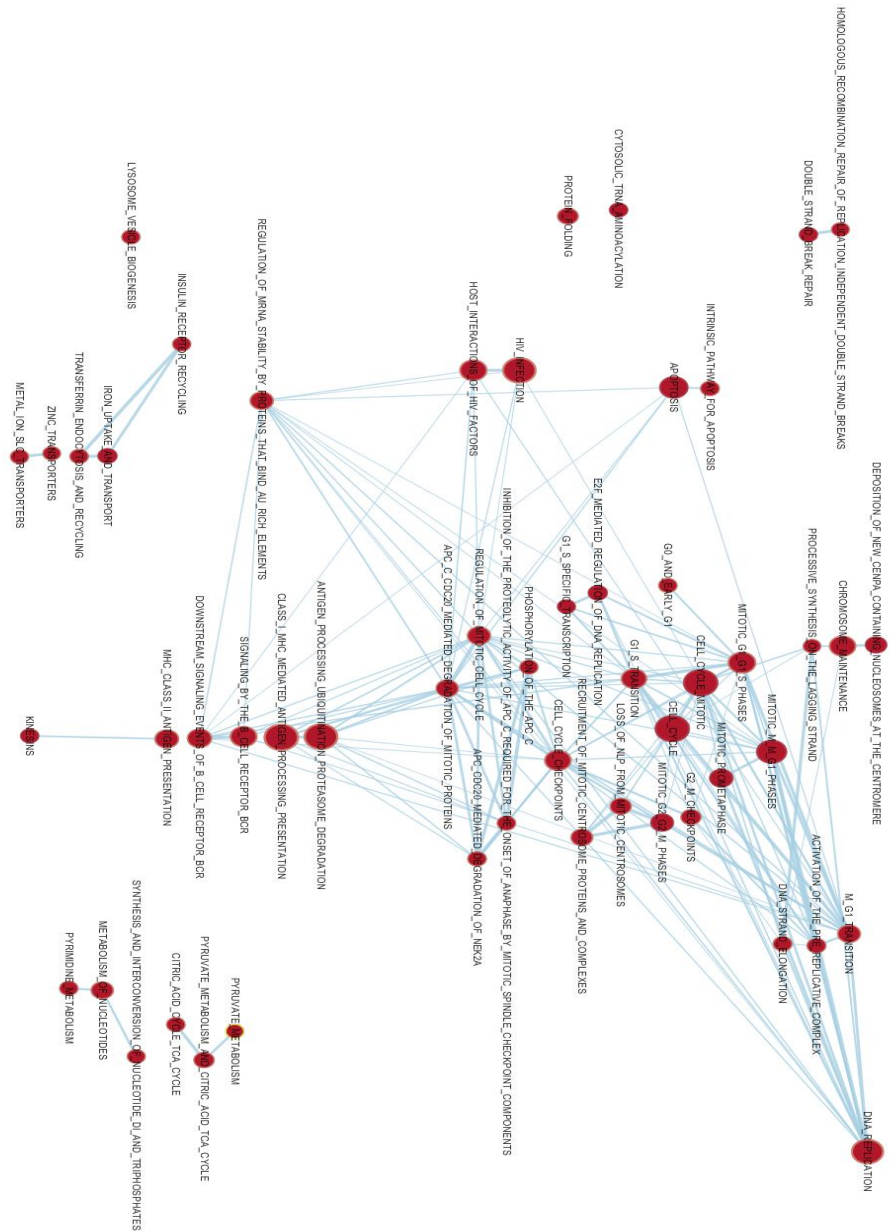 HOMOLOGOUS_RECOMBINATION_REPAIR_OF_REPLICATION_INDEPENDENT_DOUBLE_STRAND_BREAKS
DOUBLE_STRAND_BREAK_REPAIR
CYTOSOLIC_TRNA_AMINOACYLATION
PROTEIN_FOLDING
LYSOSOME_VESICLE_BIOGENESIS
INSULIN_RECEPTOR_RECYCLING
IRON_UPTAKE_AND_TRANSPORT
TRANSFERRIN_ENDOCYTOSIS_AND_RECYCLING
ZINC_TRANSPORTERS
METAL_ION_SLC_TRANSPORTERS
REGULATION_OF_MRNA_STABILITY_BY_PROTEINS_THAT_BIND_AU_RICH_ELEMENTS
HOST_INTERACTIONS_OF_HIV_FACTORS
HIV_INFECTION
INTRINSIC_PATHWAY_FOR_APOPTOSIS
APOPTOSIS
DEPOSITION_OF_NEW_CENPA_CONTAINING_NUCLEOSOMES_AT_THE_CENTROMERE
CHROMOSOME_MAINTENANCE
PROCESSIVE_SYNTHESIS_ON_THE_LAGGING_STRAND
E2F_MEDIATED_REGULATION_OF_DNA_REPLICATION
G1_S_SPECIFIC_TRANSCRIPTION
G0_AND_EARLY_G1
MITOTIC_G1_G1_S_PHASES
CELL_CYCLE_MITOTIC
G1_S_TRANSITION
CELL_CYCLE
MITOTIC_M_M_G1_PHASES
MITOTIC_PROMETAPHASE
G2_M_CHECKPOINTS
MITOTIC_G2_G2_M_PHASES
LOSS_OF_NLP_FROM_MITOTIC_CENTROSOMES
RECRUITMENT_OF_MITOTIC_CENTROSOME_PROTEINS_AND_COMPLEXES
CELL_CYCLE_CHECKPOINTS
PHOSPHORYLATION_OF_THE_APC_C
INHIBITION_OF_THE_PROTEOLYTIC_ACTIVITY_OF_APC_C_REQUIRED_FOR_THE_ONSET_OF_ANAPHASE_BY_MITOTIC_SPINDLE_CHECKPOINT_COMPONENTS
REGULATION_OF_MITOTIC_CELL_CYCLE
APC_C_CDC20_MEDIATED_DEGRADATION_OF_MITOTIC_PROTEINS
APC_CDC20_MEDIATED_DEGRADATION_OF_NEK2A
ANTIGEN_PROCESSING_UBIQUITINATION_PROTEASOME_DEGRADATION
CLASS_I_MHC_MEDIATED_ANTIGEN_PROCESSING_PRESENTATION
SIGNALING_BY_THE_B_CELL_RECEPTOR_BCR
DOWNSTREAM_SIGNALING_EVENTS_OF_B_CELL_RECEPTOR_BCR
MHC_CLASS_II_ANTIGEN_PRESENTATION
KINESINS
M_G1_TRANSITION
ACTIVATION_OF_THE_PRE_REPLICATIVE_COMPLEX
DNA_STRAND_ELONGATION
DNA_REPLICATION
PYRUVATE_METABOLISM
PYRUVATE_METABOLISM_AND_CITRIC_ACID_TCA_CYCLE
CITRIC_ACID_CYCLE_TCA_CYCLE
SYNTHESIS_AND_INTERCONVERSION_OF_NUCLEOTIDE_DI_AND_TRIPHOSPHATES
METABOLISM_OF_NUCLEOTIDES
PYRIMIDINE_METABOLISM